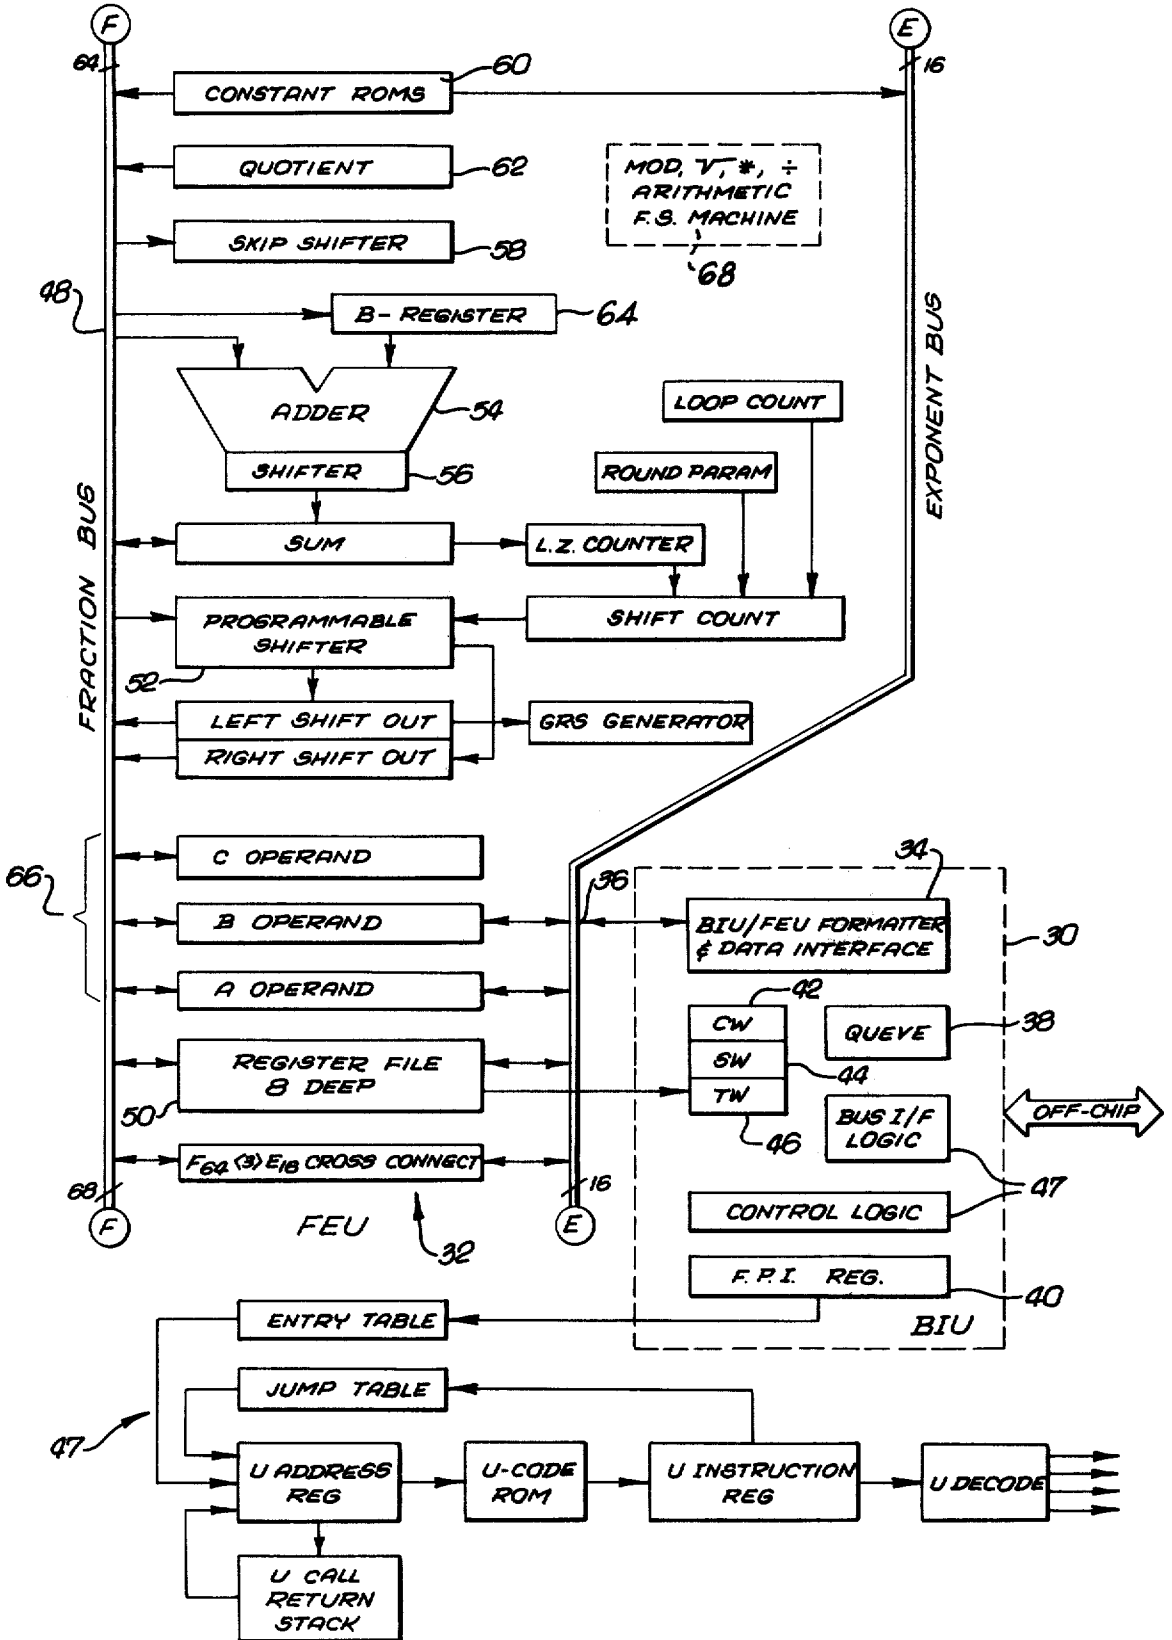 F
E
64
16
60
CONSTANT ROMS
QUOTIENT
62
MOD, √, *, ÷
ARITHMETIC
F.S. MACHINE
68
SKIP SHIFTER
58
48
B-REGISTER
64
ADDER
54
SHIFTER
56
LOOP COUNT
ROUND PARAM
EXPONENT BUS
FRACTION BUS
SUM
L.Z. COUNTER
PROGRAMMABLE
SHIFTER
52
SHIFT COUNT
LEFT SHIFT OUT
GRS GENERATOR
RIGHT SHIFT OUT
66
C OPERAND
B OPERAND
A OPERAND
36
34
BIU/FEU FORMATTER
& DATA INTERFACE
30
REGISTER FILE
8 DEEP
50
42
CW
SW
TW
44
46
QUEVE
38
BUS I/F
LOGIC
OFF-CHIP
47
F64 <3> E18 CROSS CONNECT
68
16
F
FEU
32
E
CONTROL LOGIC
F.P.I. REG.
40
BIU
ENTRY TABLE
JUMP TABLE
47
U ADDRESS
REG
U-CODE
ROM
U INSTRUCTION
REG
U DECODE
U CALL
RETURN
STACK